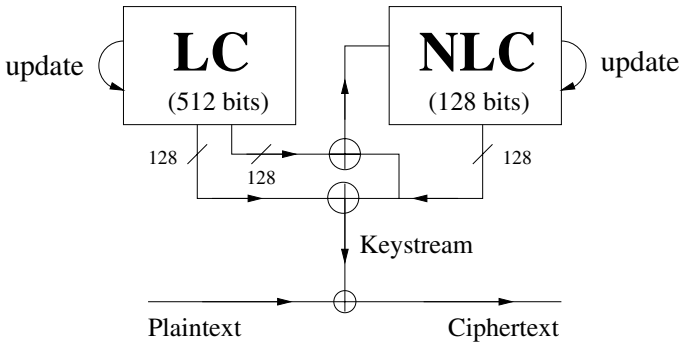 LC
(512 bits)
NLC
(128 bits)
update
update
128
128
128
Keystream
Plaintext
Ciphertext